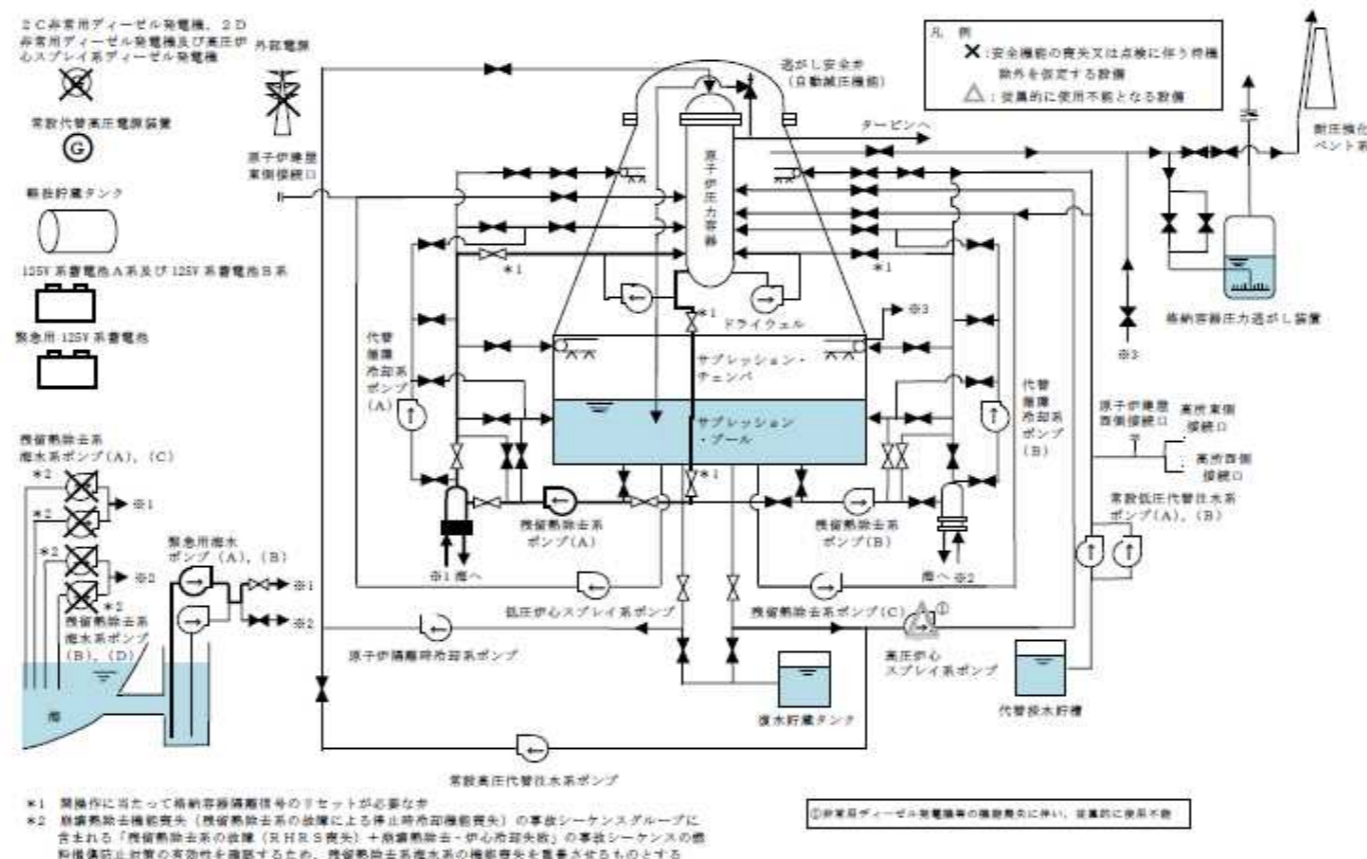 2C非常用ディーゼル発電機、2D
非常用ディーゼル発電機及び高圧炉
心スプレイ系ディーゼル発電機
外部電源
常設代替高圧電源装置
G
原子炉建屋
東側接続口
軽油貯蔵タンク
125V系蓄電池A系及び125V系蓄電池B系
緊急用125V系蓄電池
逃がし安全弁
(自動減圧機能)
凡 例
:安全機能の喪失又は点検に伴う待機
除外を仮定する設備
:従属的に使用不能となる設備
タービンへ
耐圧強化
ベント系
原子炉圧力容器
*1
*1
*1
ドライウェル
※3
格納容器圧力逃がし装置
※3
代替
循環
冷却系
ポンプ
(A)
サプレッション・
チェンバ
サプレッション
・プール
代替
循環
冷却系
ポンプ
(B)
原子炉建屋
西側接続口
高所東側
接続口
高所西側
接続口
残留熱除去系
海水系ポンプ(A)、(C)
*2
※1
*2
*2
※2
*2
残留熱除去系
海水系ポンプ
(B)、(D)
緊急用海水
ポンプ(A)、(B)
※1
※2
海
*1
残留熱除去系
ポンプ(A)
残留熱除去系
ポンプ(B)
常設低圧代替注水系
ポンプ(A)、(B)
※1 海へ
海へ ※2
低圧炉心スプレイ系ポンプ
残留熱除去系ポンプ(C)
①
原子炉隔離時冷却系ポンプ
高圧炉心
スプレイ系ポンプ
復水貯蔵タンク
代替淡水貯槽
常設高圧代替注水系ポンプ
*1 開操作に当たって格納容器隔離信号のリセットが必要な弁
*2 崩壊熱除去機能喪失(残留熱除去系の故障による停止時冷却機能喪失)の事故シーケンスグループに
含まれる「残留熱除去系の故障(RHRS喪失)+崩壊熱除去・炉心冷却失敗」の事故シーケンスの燃
料損傷防止対策の有効性を確認するため、残留熱除去系海水系の機能喪失を重畳させるものとする
①非常用ディーゼル発電機等の機能喪失に伴い、従属的に使用不能